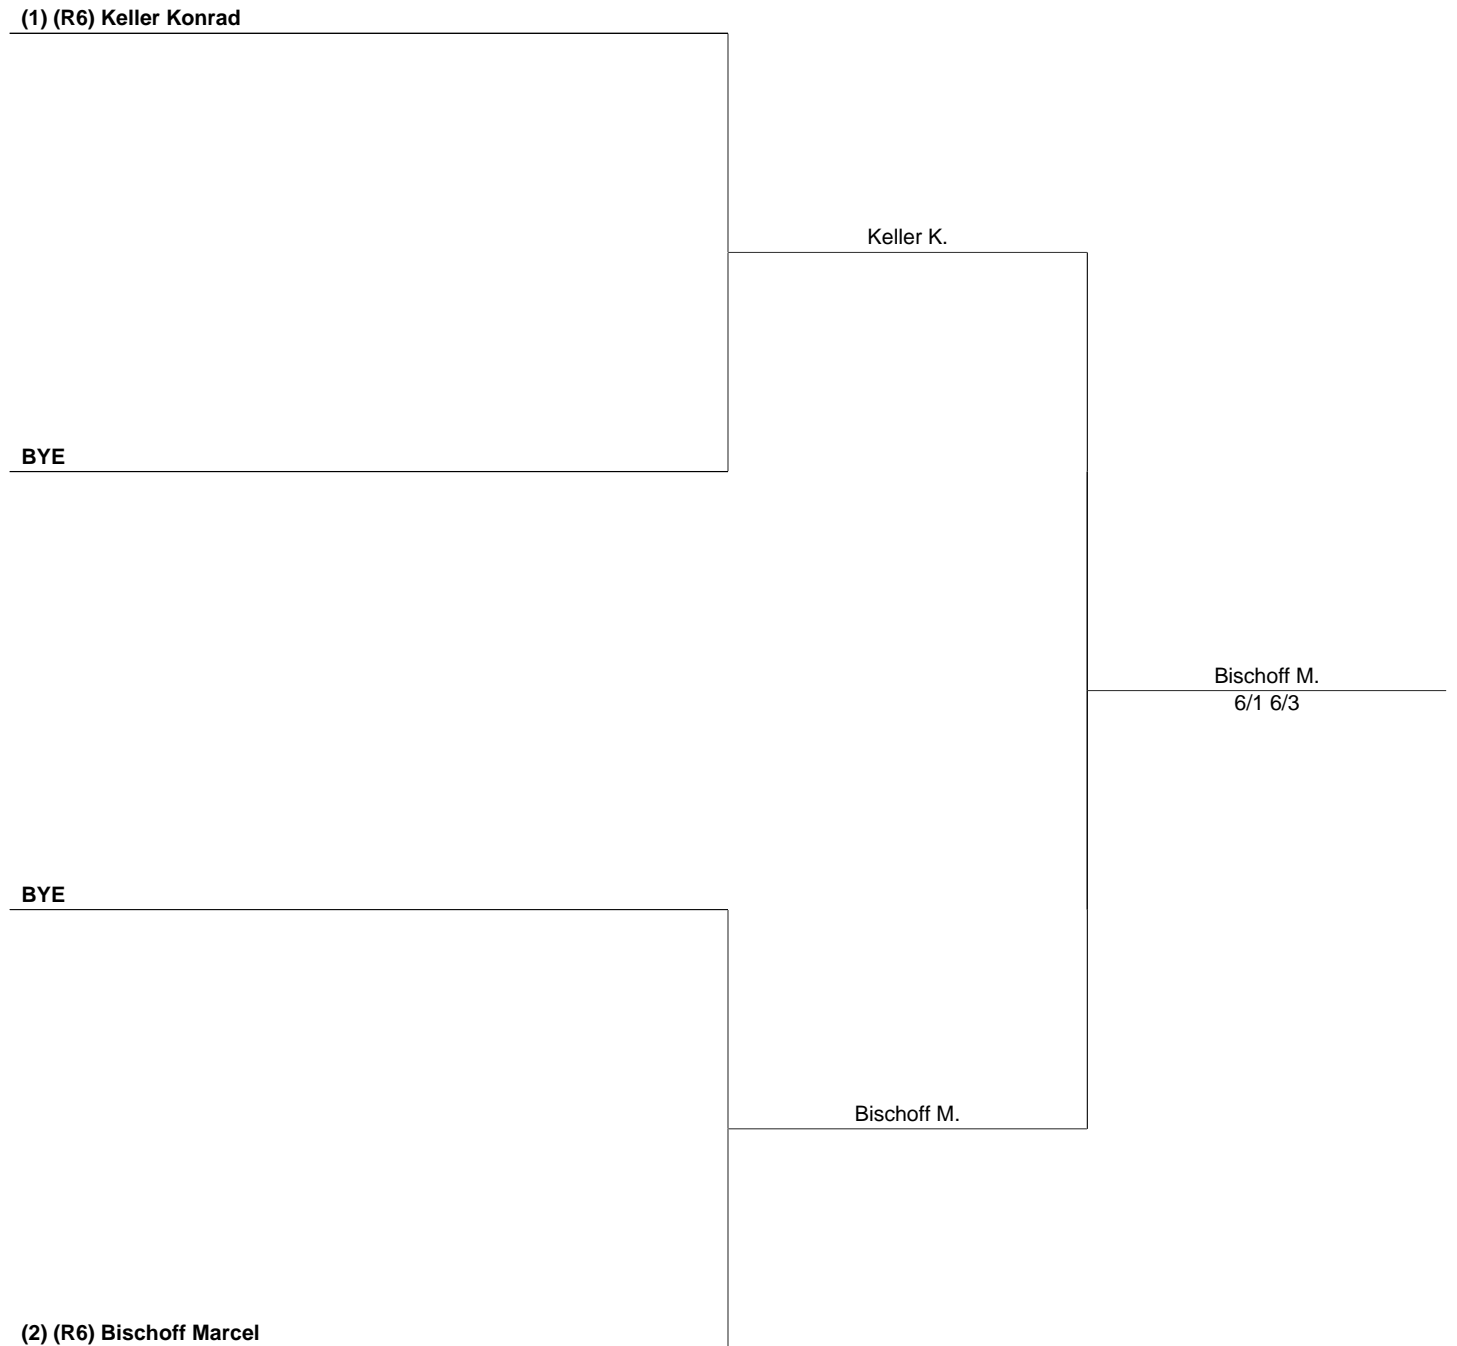 (1) (R6) Keller Konrad
Keller K.
BYE
Bischoff M.
6/1 6/3
BYE
Bischoff M.
(2) (R6) Bischoff Marcel